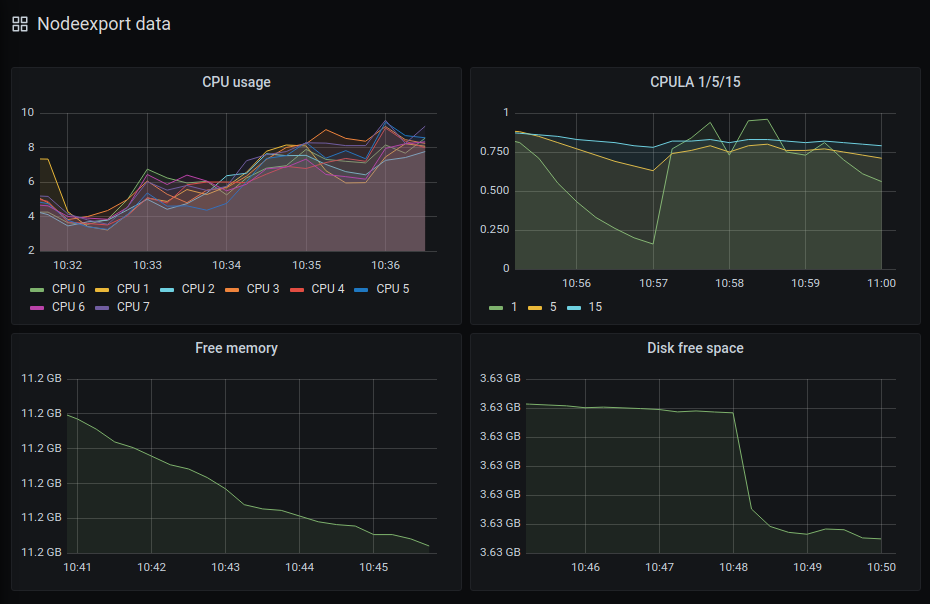 Nodeexport data
CPU usage
10
8
6
4
2
10:32 10:33 10:34 10:35 10:36
CPU 0 CPU 1 CPU 2 CPU 3 CPU 4 CPU 5
CPU 6 CPU 7
CPULA 1/5/15
1
0.750
0.500
0.250
0
10:56 10:57 10:58 10:59 11:00
1 5 15
Free memory
11.2 GB
11.2 GB
11.2 GB
11.2 GB
11.2 GB
11.2 GB
10:41 10:42 10:43 10:44 10:45
Disk free space
3.63 GB
3.63 GB
3.63 GB
3.63 GB
3.63 GB
3.63 GB
3.63 GB
10:46 10:47 10:48 10:49 10:50